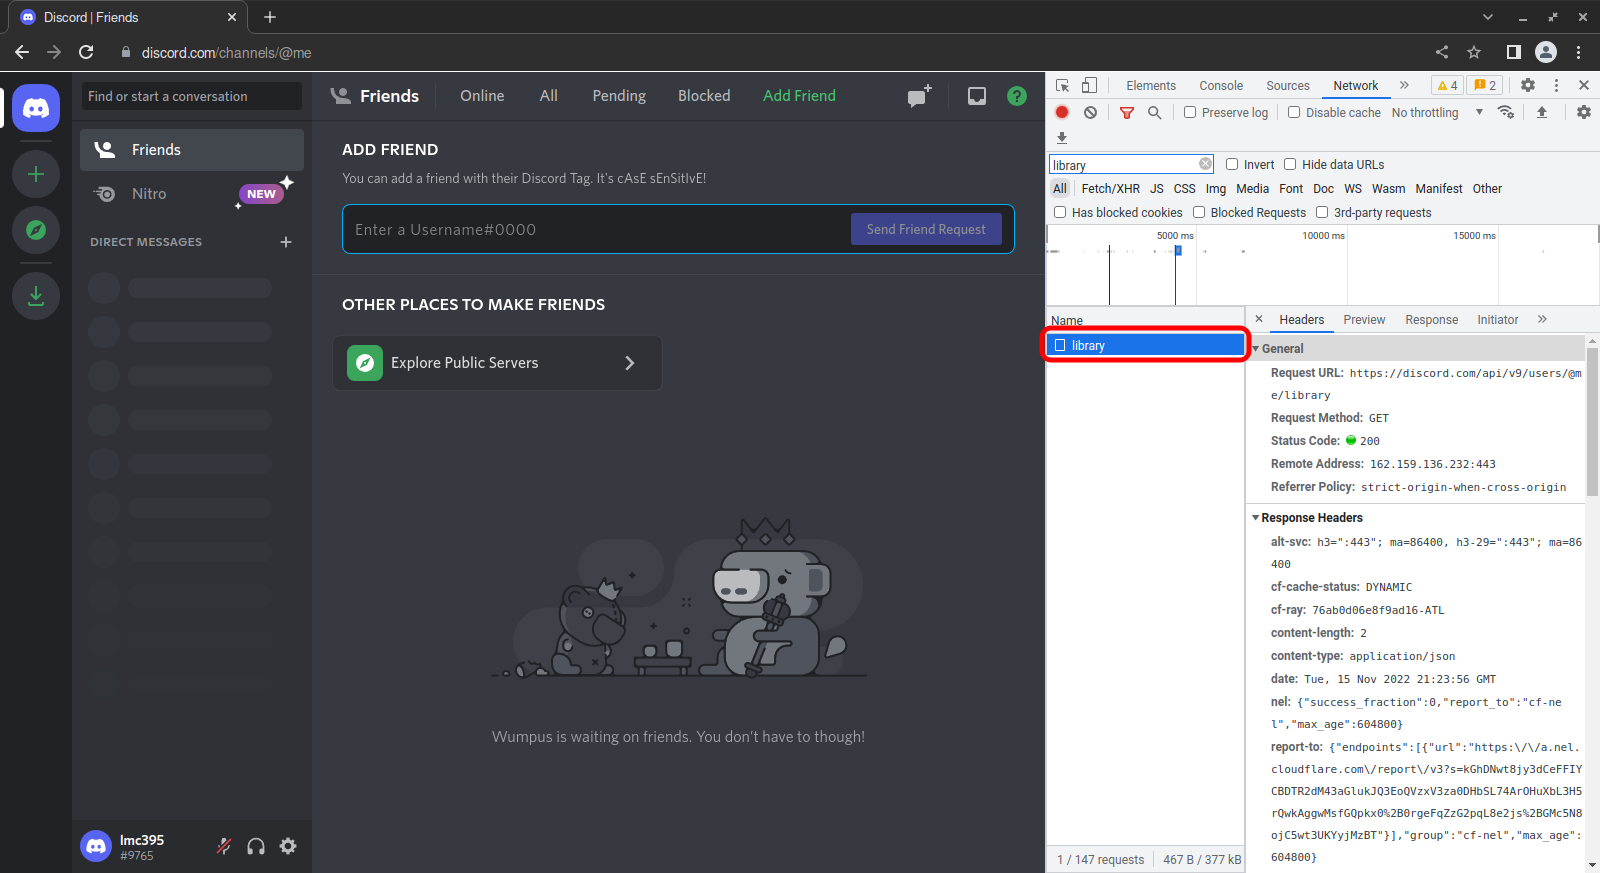 Discord | Friends
discord.com/channels/@me
Find or start a conversation
Friends
Nitro
NEW
DIRECT MESSAGES
lmc395
#9765
Friends
Online
All
Pending
Blocked
Add Friend
ADD FRIEND
You can add a friend with their Discord Tag. It's cAsE sEnSitIvE!
Enter a Username#0000
Send Friend Request
OTHER PLACES TO MAKE FRIENDS
Explore Public Servers
Wumpus is waiting on friends. You don't have to though!
Elements Console Sources Network » 4 2
Preserve log Disable cache No throttling
library Invert Hide data URLs
All Fetch/XHR JS CSS Img Media Font Doc WS Wasm Manifest Other
Has blocked cookies Blocked Requests 3rd-party requests
5000 ms 10000 ms 15000 ms
Name
library
1 / 147 requests 467 B / 377 kB
Headers Preview Response Initiator »
General
Request URL: https://discord.com/api/v9/users/@m
e/library
Request Method: GET
Status Code: 200
Remote Address: 162.159.136.232:443
Referrer Policy: strict-origin-when-cross-origin
Response Headers
alt-svc: h3=":443"; ma=86400, h3-29=":443"; ma=86
400
cf-cache-status: DYNAMIC
cf-ray: 76ab0d06e8f9ad16-ATL
content-length: 2
content-type: application/json
date: Tue, 15 Nov 2022 21:23:56 GMT
nel: {"success_fraction":0,"report_to":"cf-ne
l","max_age":604800}
report-to: {"endpoints":[{"url":"https:\/\/a.nel.
cloudflare.com\/report\/v3?s=kGhDNwt8jy3dCeFFIY
CBDTR2dM43aGlukJQ3EoQVzxV3za0DHbSL74ArOHuXbL3H5
rQwkAggwMsfGQpkx0%2B0rgeFqZzG2pqL8e2js%2BGMc5N8
ojC5wt3UKYyjMzBT"}],"group":"cf-nel","max_age":
604800}